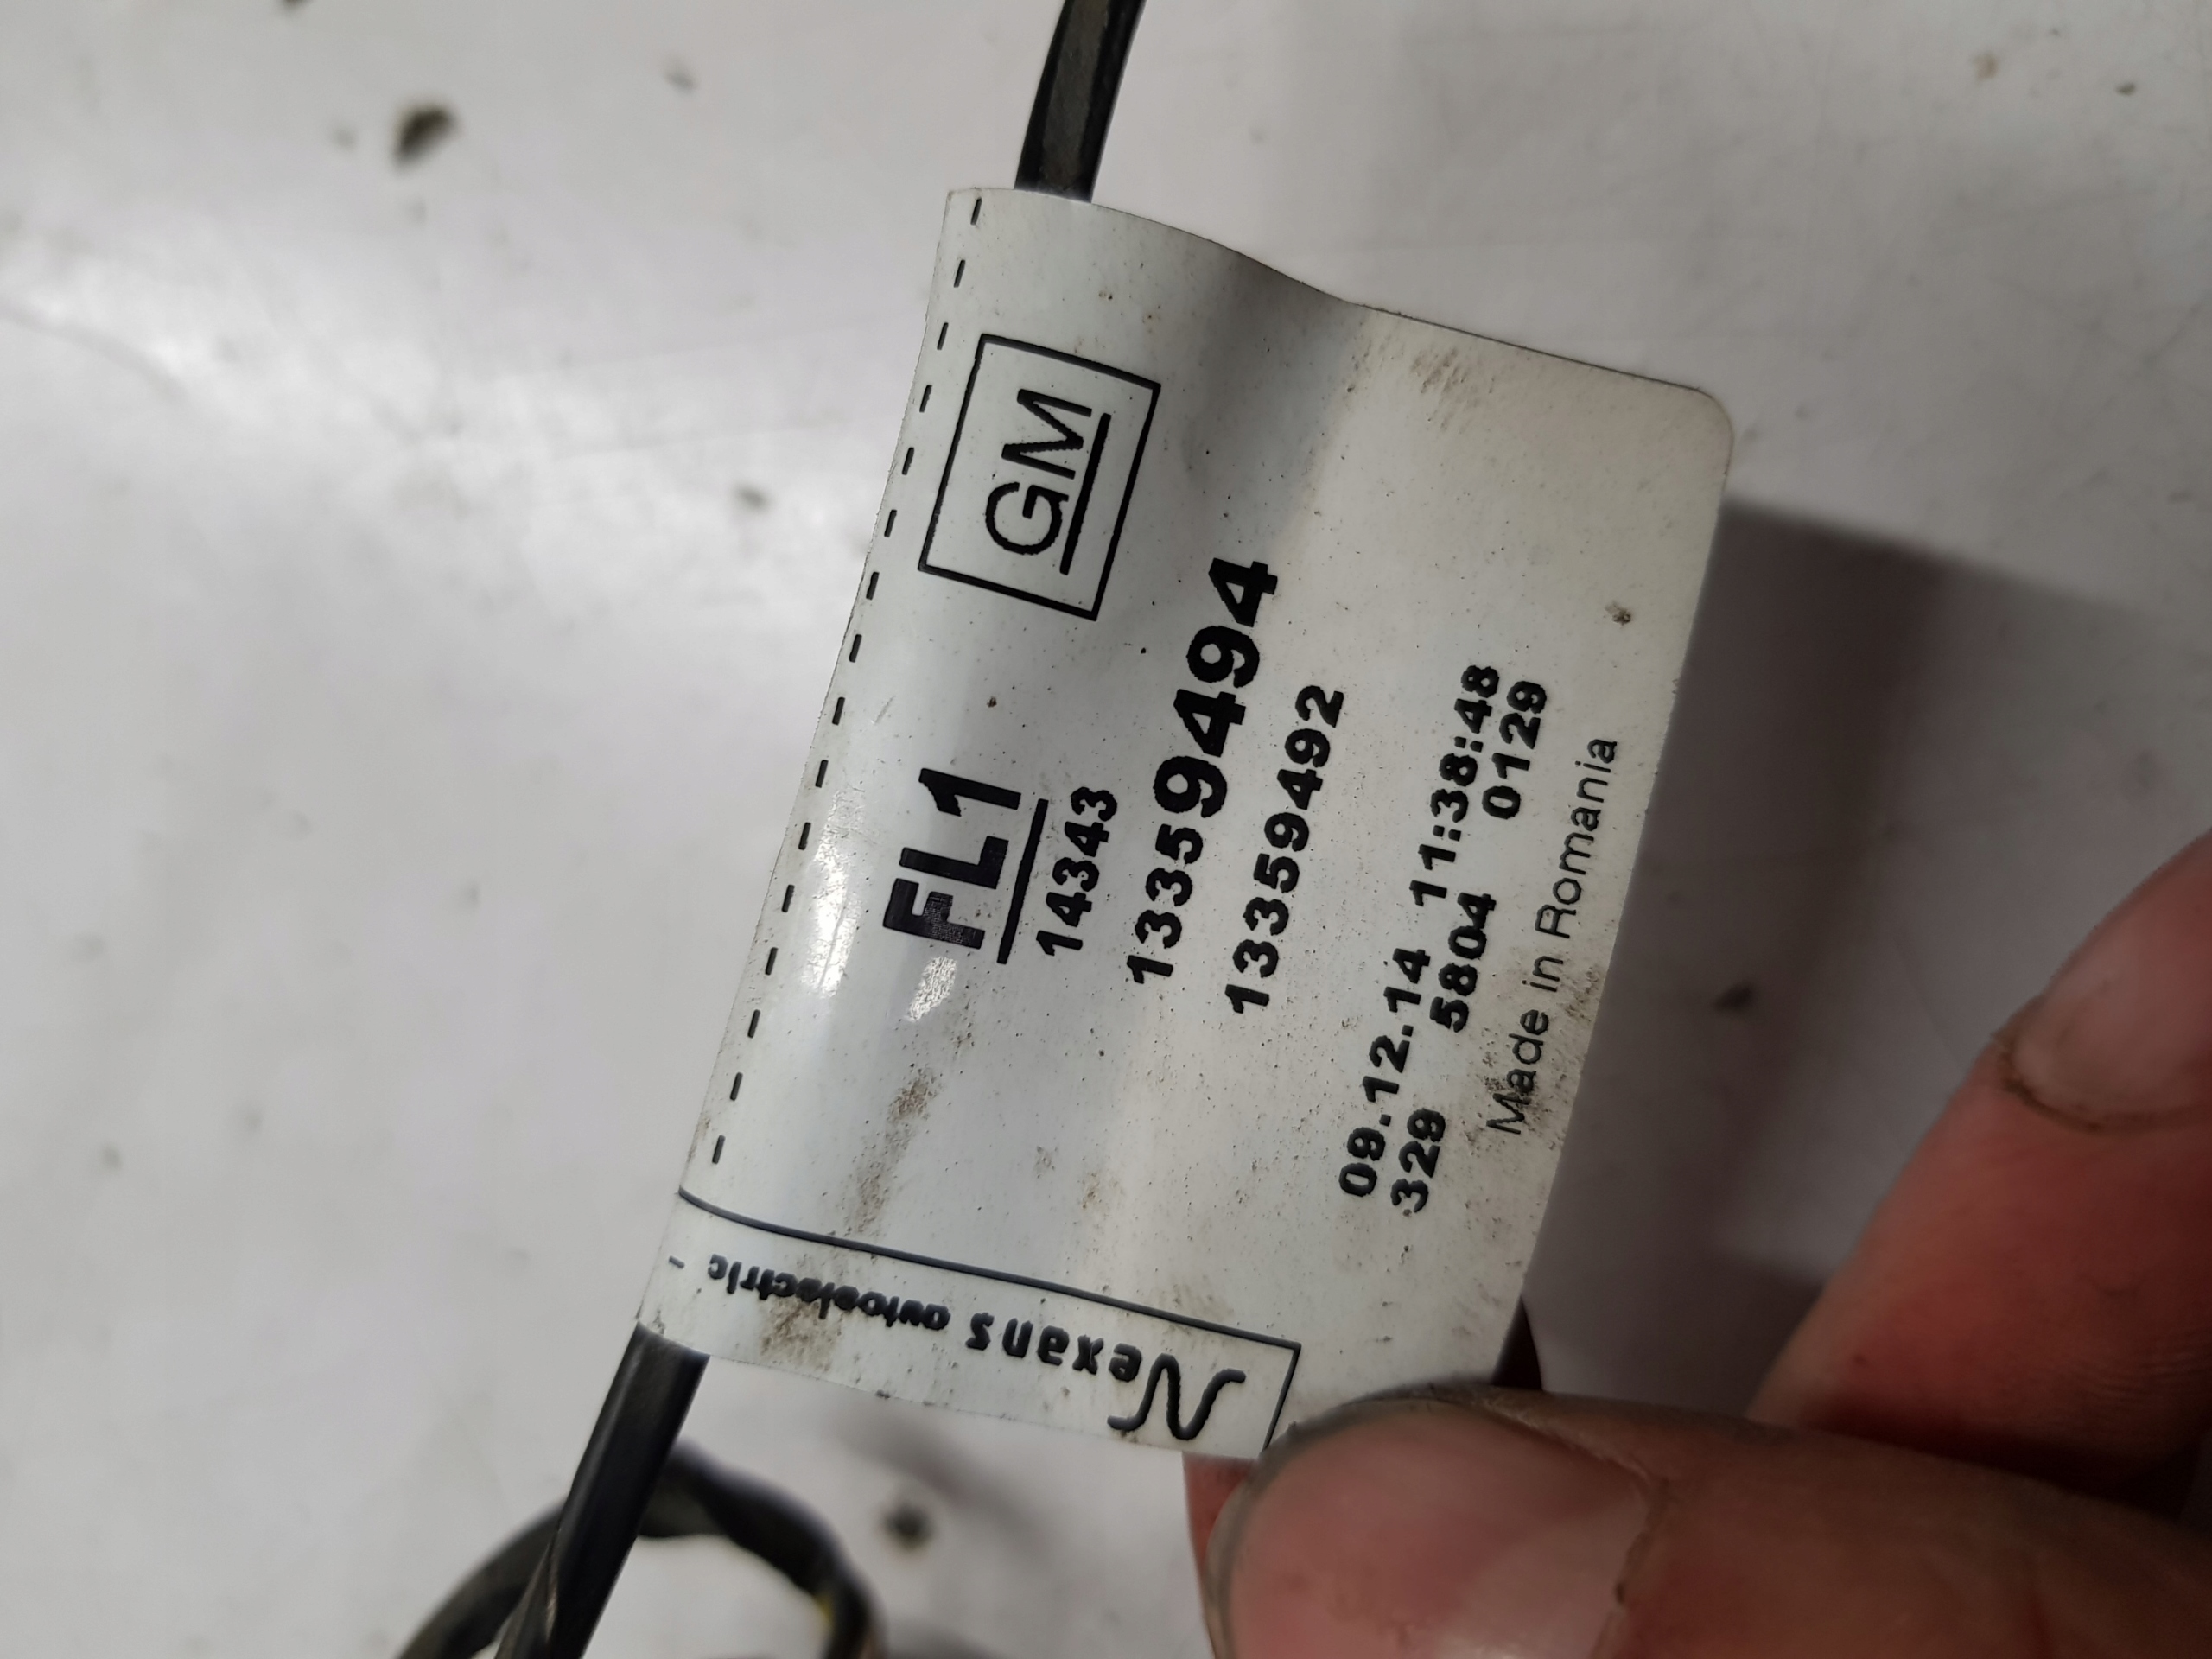 GM
FL1
14343
13359494
13359492
09.12.14 11:38:48
329 5804 0129
Made in Romania
Nexans autoelectric